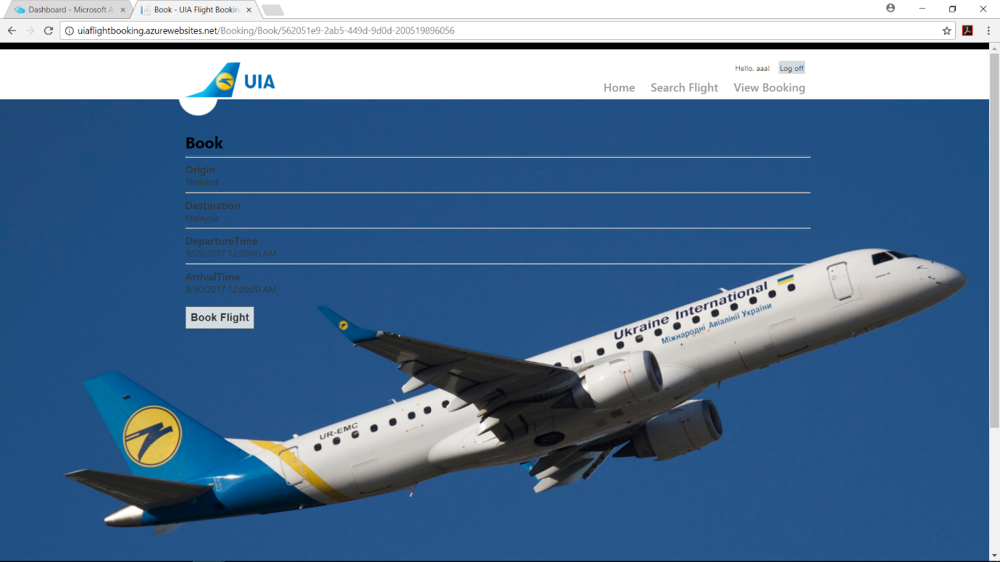 Dashboard - Microsoft A
Book - UIA Flight Bookin
uiaflightbooking.azurewebsites.net/Booking/Book/562051e9-2ab5-449d-9d0d-200519896056
UIA
Hello, aaa!
Log off
Home
Search Flight
View Booking
Book
Origin
Thailand
Destination
Malaysia
DepartureTime
9/29/2017 12:00:00 AM
ArrivalTime
9/30/2017 12:00:00 AM
Book Flight
Ukraine International
Міжнародні Авіалінії України
UR-EMC